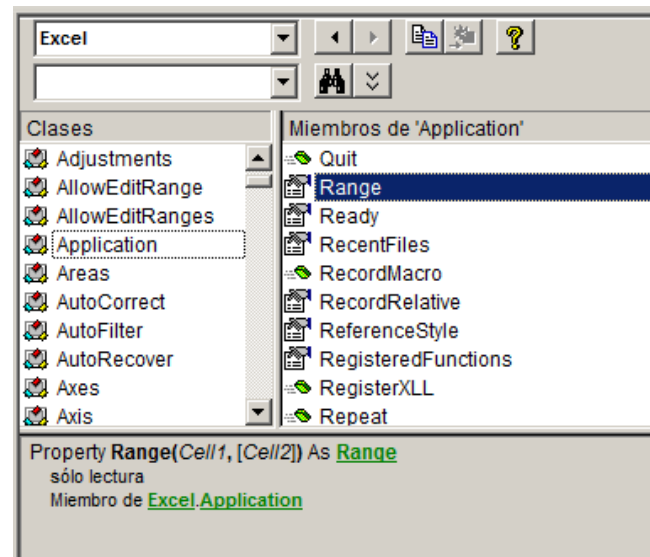 Excel
Clases
Adjustments
AllowEditRange
AllowEditRanges
Application
Areas
AutoCorrect
AutoFilter
AutoRecover
Axes
Axis
Miembros de 'Application'
Quit
Range
Ready
RecentFiles
RecordMacro
RecordRelative
ReferenceStyle
RegisteredFunctions
RegisterXLL
Repeat
Property Range(Cell1, [Cell2]) As Range
sólo lectura
Miembro de Excel.Application